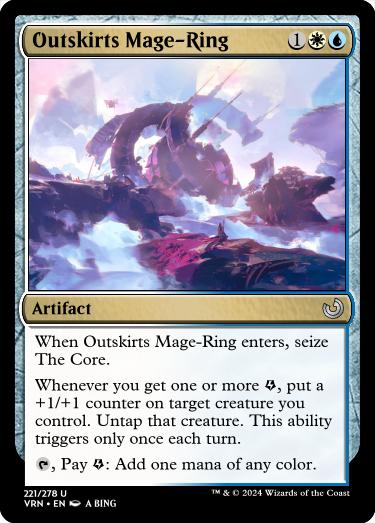 Outskirts Mage-Ring 1
Artifact
When Outskirts Mage-Ring enters, seize
The Core.
Whenever you get one or more , put a
+1/+1 counter on target creature you
control. Untap that creature. This ability
triggers only once each turn.
, Pay : Add one mana of any color.
221/278 U
VRN • EN A BING
™ & © 2024 Wizards of the Coast